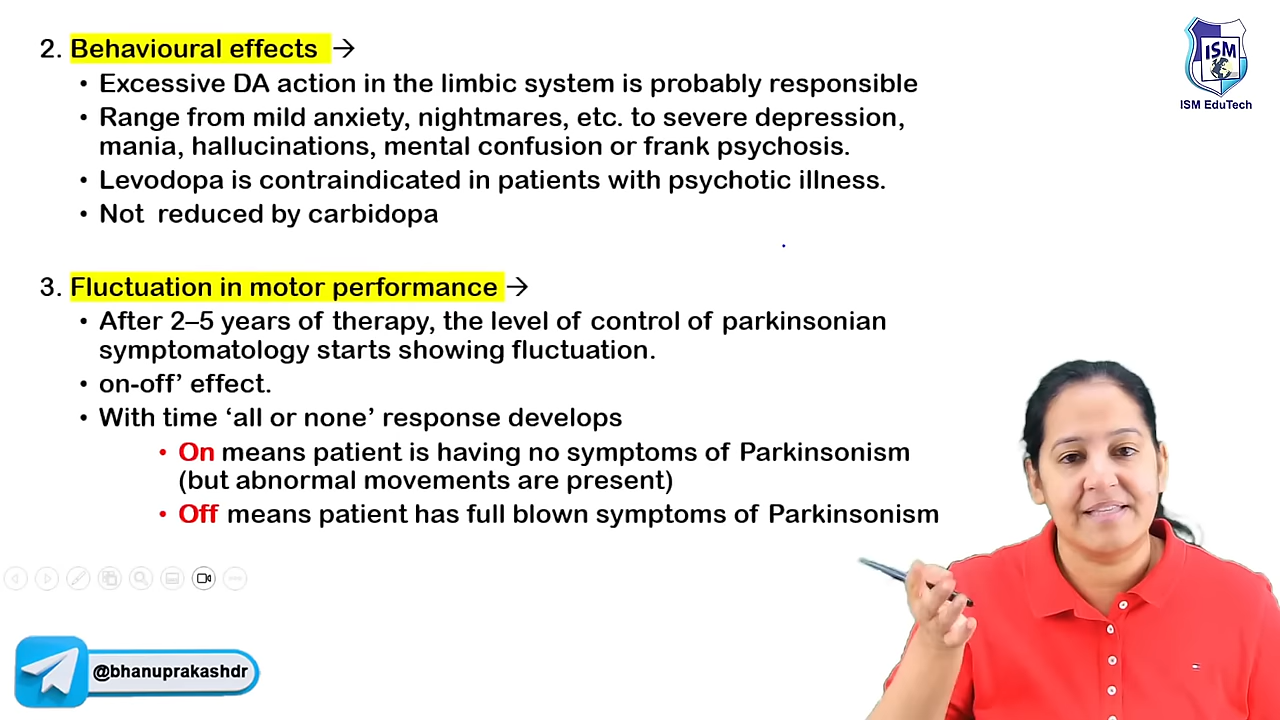 2. Behavioural effects →
• Excessive DA action in the limbic system is probably responsible
• Range from mild anxiety, nightmares, etc. to severe depression,
mania, hallucinations, mental confusion or frank psychosis.
• Levodopa is contraindicated in patients with psychotic illness.
• Not reduced by carbidopa
3. Fluctuation in motor performance →
• After 2–5 years of therapy, the level of control of parkinsonian
symptomatology starts showing fluctuation.
• on-off’ effect.
• With time ‘all or none’ response develops
• On means patient is having no symptoms of Parkinsonism
(but abnormal movements are present)
• Off means patient has full blown symptoms of Parkinsonism
ISM
ISM EduTech
@bhanuprakashdr